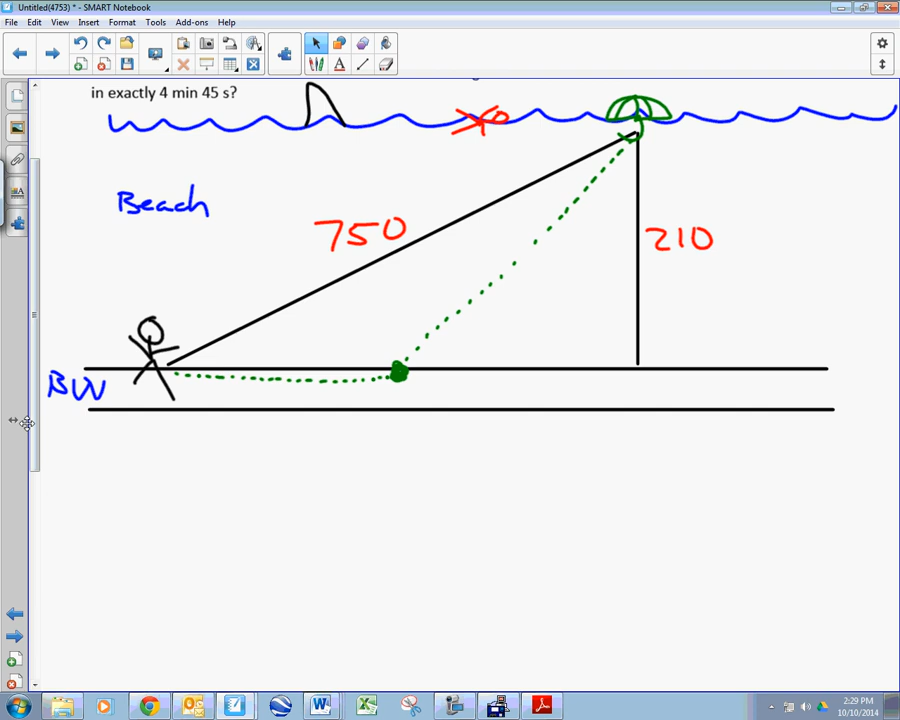 Untitled(4753) * - SMART Notebook
File Edit View Insert Format Tools Add-ons Help
in exactly 4 min 45 s?
Beach
750
210
BW
2:29 PM
10/10/2014